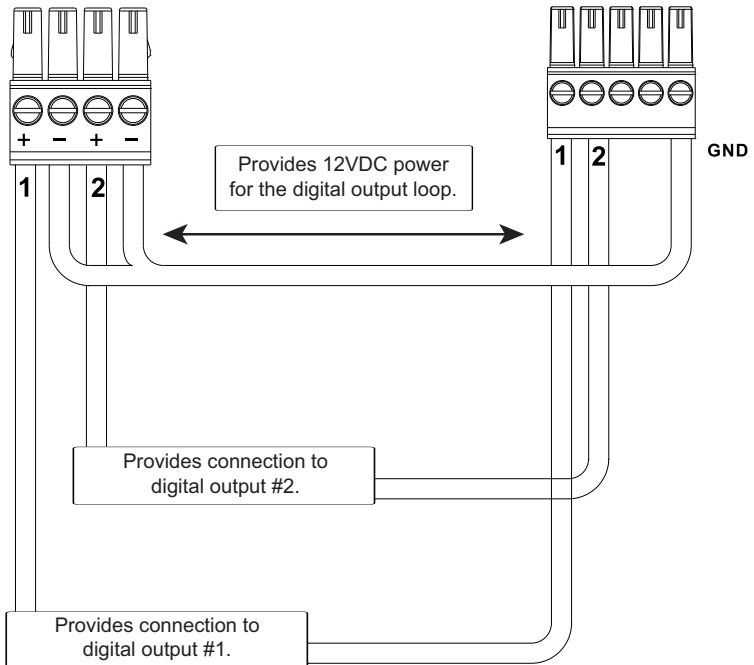 + − + −
1 2
1 2
GND
Provides 12VDC power
for the digital output loop.
Provides connection to
digital output #2.
Provides connection to
digital output #1.